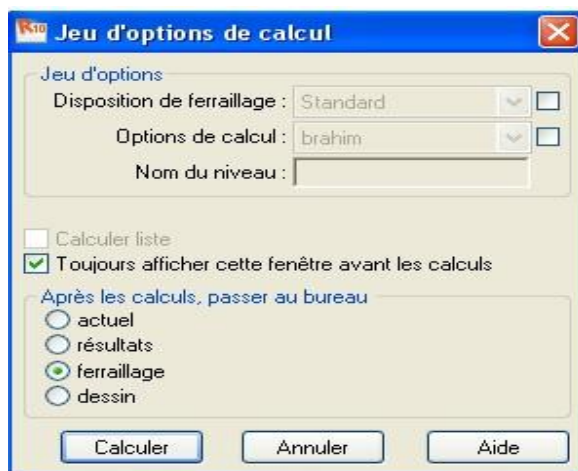 R10 Jeu d'options de calcul
Jeu d'options
Disposition de ferraillage : Standard
Options de calcul : brahim
Nom du niveau :
Calculer liste
Toujours afficher cette fenêtre avant les calculs
Après les calculs, passer au bureau
actuel
résultats
ferraillage
dessin
Calculer Annuler Aide